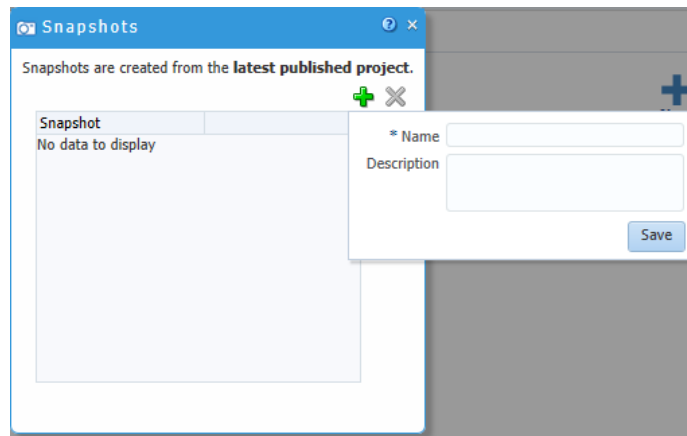 Snapshots
Snapshots are created from the latest published project.
Snapshot
No data to display
* Name
Description
Save